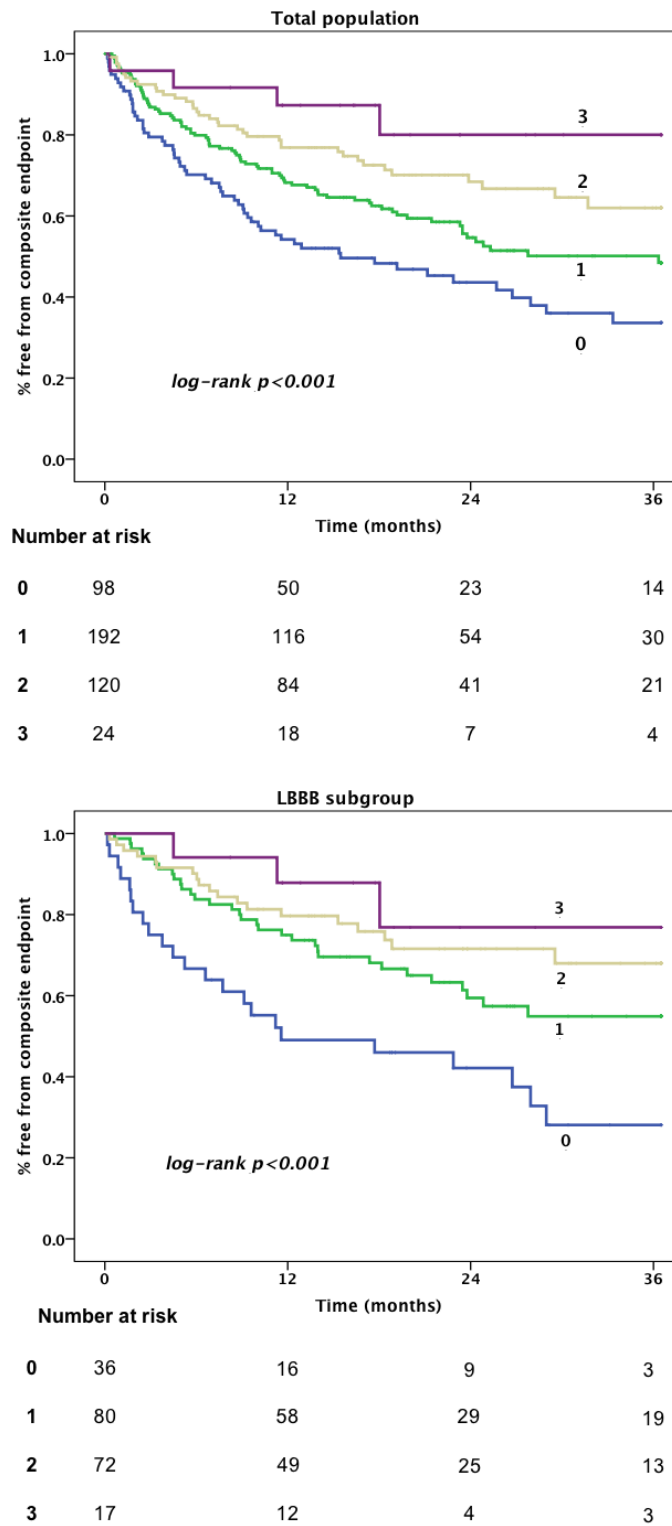 Total population
1.0
0.8
0.6
0.4
0.2
0.0
% free from composite endpoint
3
2
1
0
log-rank p<0.001
0 12 24 36
Time (months)
Number at risk
0 98 50 23 14
1 192 116 54 30
2 120 84 41 21
3 24 18 7 4
LBBB subgroup
1.0
0.8
0.6
0.4
0.2
0.0
% free from composite endpoint
3
2
1
0
log-rank p<0.001
0 12 24 36
Time (months)
Number at risk
0 36 16 9 3
1 80 58 29 19
2 72 49 25 13
3 17 12 4 3